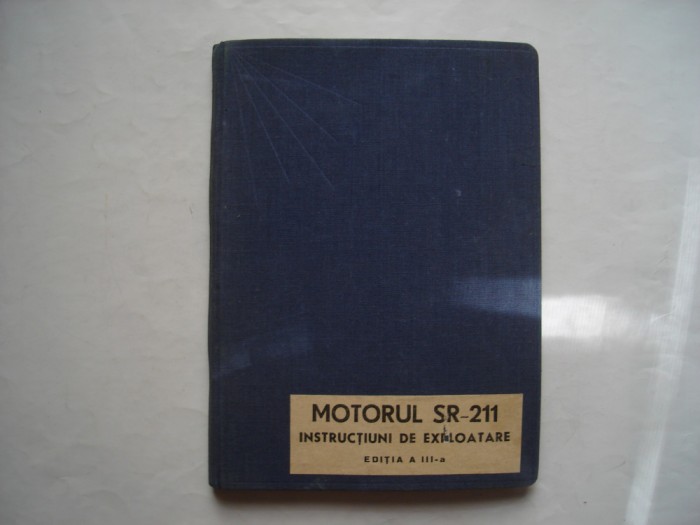 MOTORUL SR-211
INSTRUCȚIUNI DE EXPLOATARE
EDIȚIA A III-a